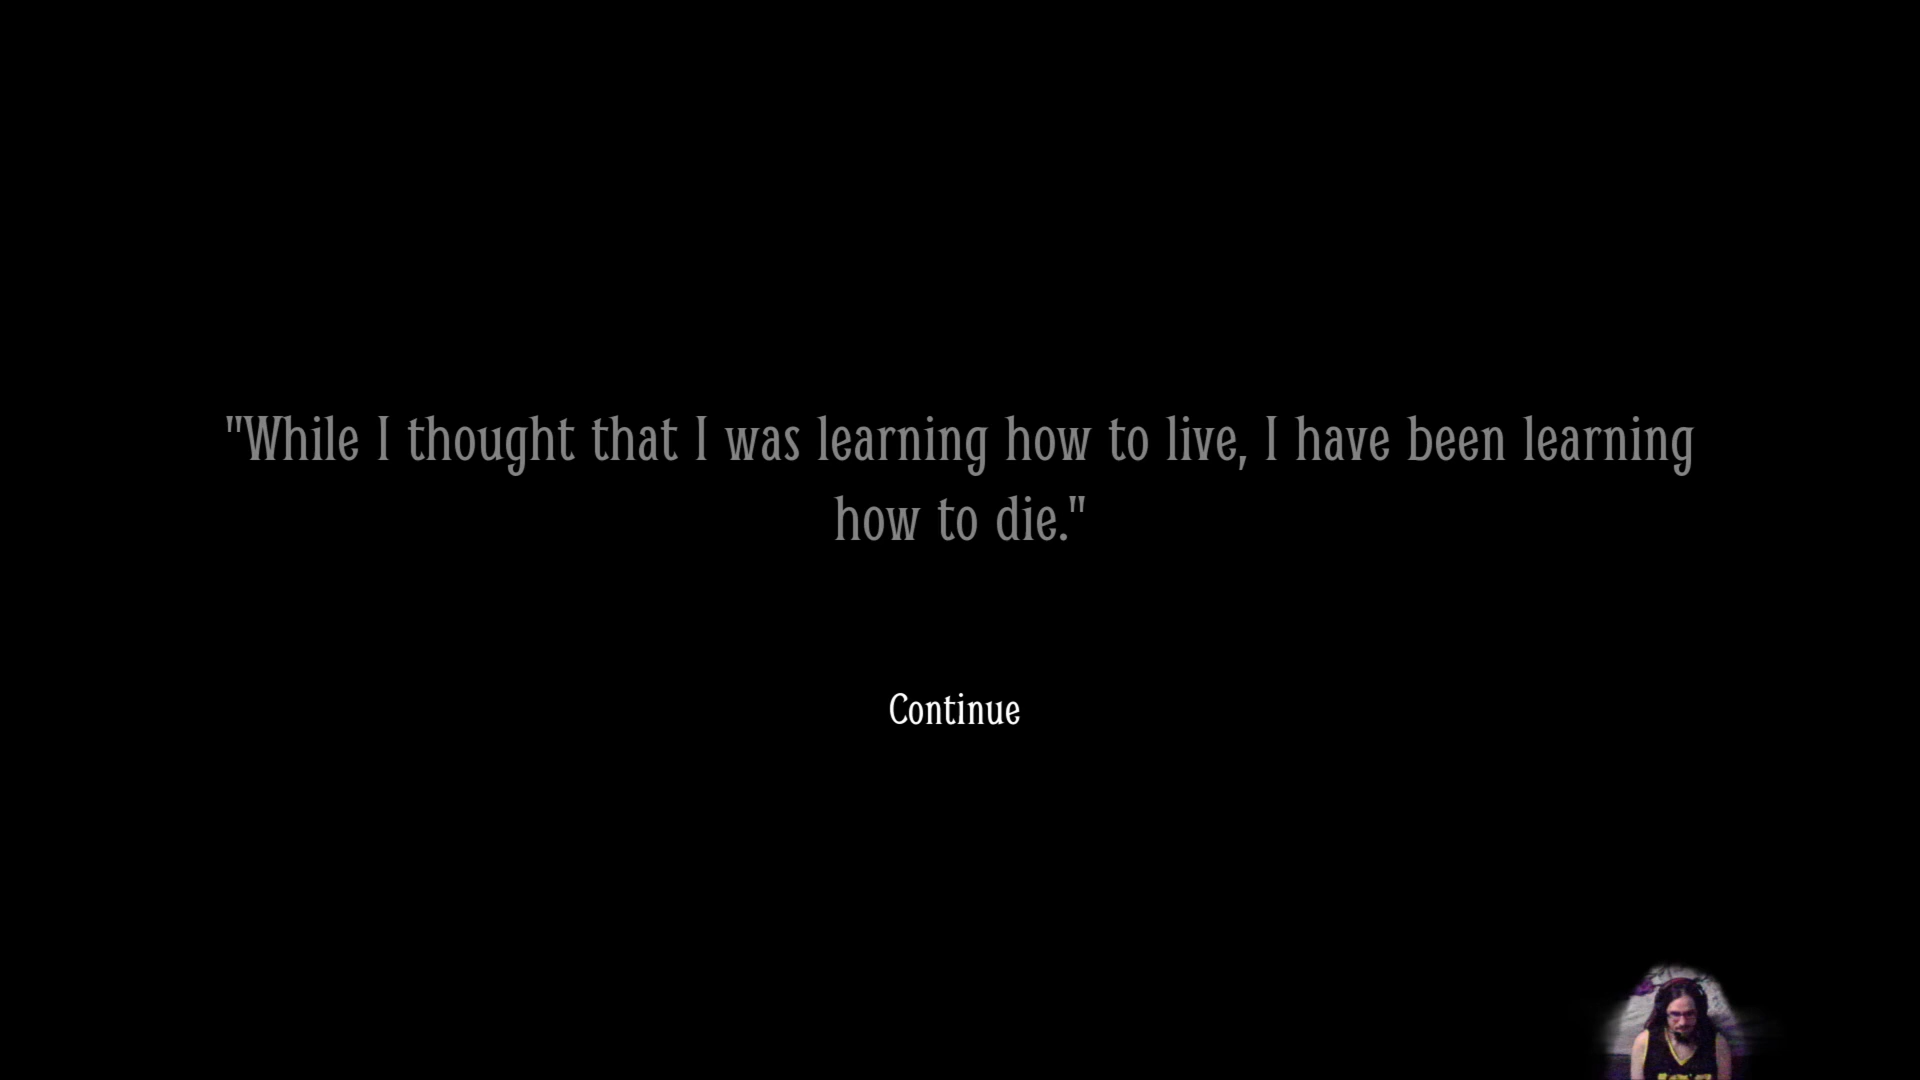 "While I thought that I was learning how to live, I have been learning
how to die."
Continue